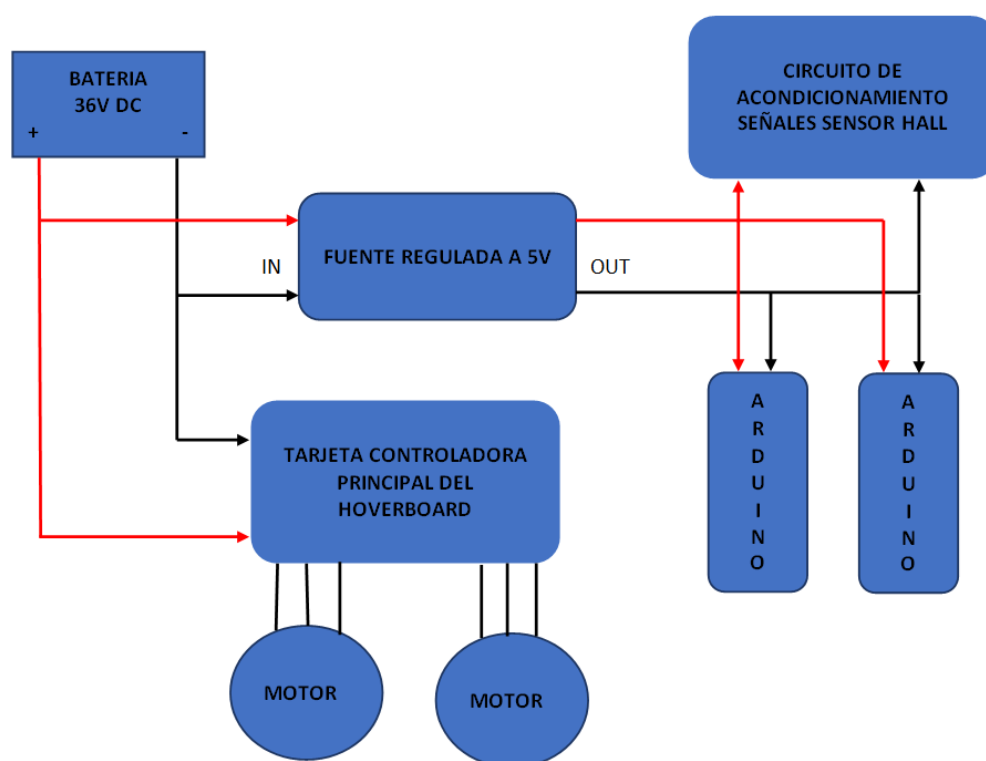 BATERIA
36V DC
+ -
CIRCUITO DE
ACONDICIONAMIENTO
SEÑALES SENSOR HALL
IN
FUENTE REGULADA A 5V
OUT
TARJETA CONTROLADORA
PRINCIPAL DEL
HOVERBOARD
A
R
D
U
I
N
O
A
R
D
U
I
N
O
MOTOR
MOTOR